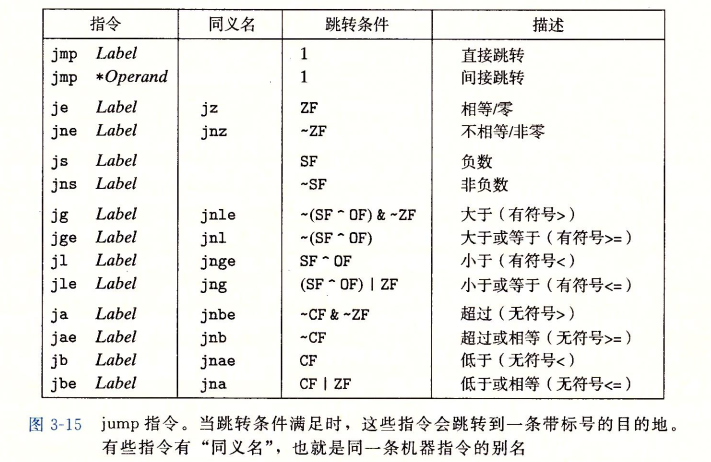 指令 同义名 跳转条件 描述
jmp Label 1 直接跳转
jmp *Operand 1 间接跳转
je Label jz ZF 相等/零
jne Label jnz ~ZF 不相等/非零
js Label SF 负数
jns Label ~SF 非负数
jg Label jnle ~(SF ^ OF) & ~ZF 大于（有符号>）
jge Label jnl ~(SF ^ OF) 大于或等于（有符号>=）
jl Label jnge SF ^ OF 小于（有符号<）
jle Label jng (SF ^ OF) | ZF 小于或等于（有符号<=）
ja Label jnbe ~CF & ~ZF 超过（无符号>）
jae Label jnb ~CF 超过或相等（无符号>=）
jb Label jnae CF 低于（无符号<）
jbe Label jna CF | ZF 低于或相等（无符号<=）
图 3-15 jump 指令。当跳转条件满足时，这些指令会跳转到一条带标号的目的地。
有些指令有“同义名”，也就是同一条机器指令的别名